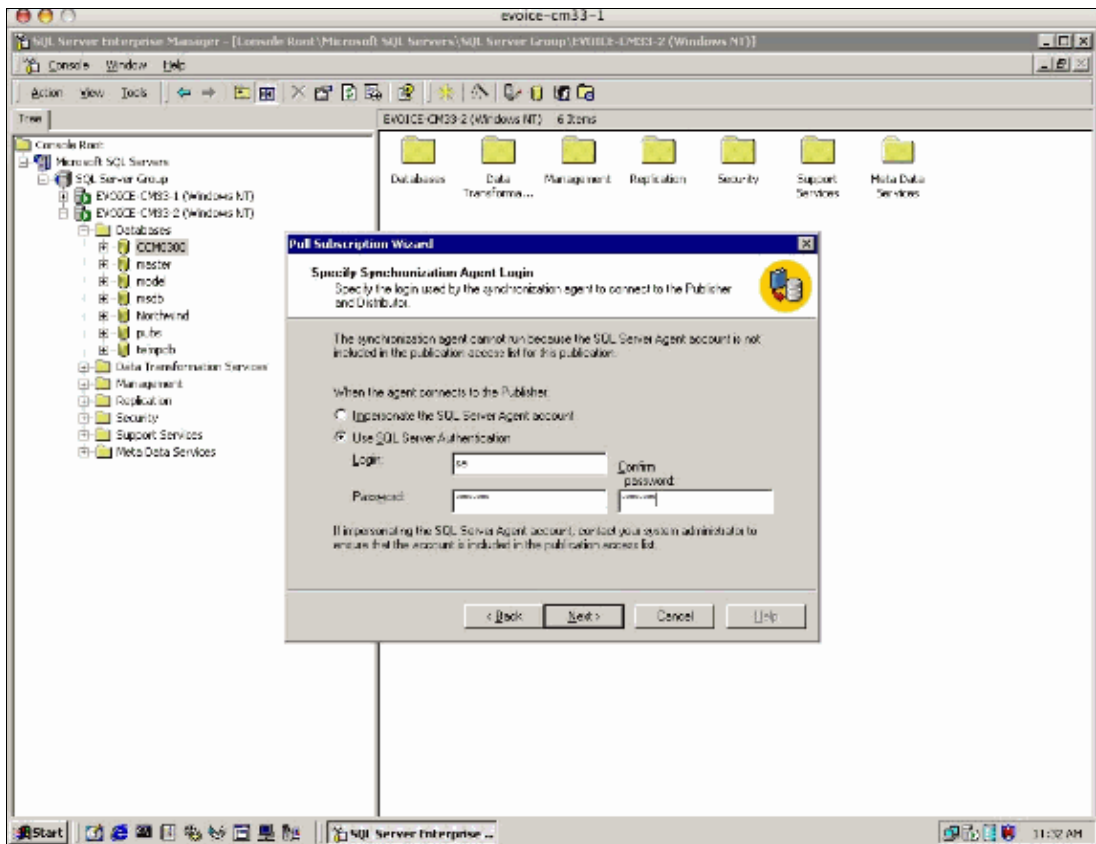 evoice-cm33-1
SQL Server Enterprise Manager - [Console Root\Microsoft SQL Servers\SQL Server Group\EVOICE-CM33-2 (Windows NT)]
Console Window Help
Action View Tools
Tree
EVOICE-CM33-2 (Windows NT) 6 Items
Console Root
Microsoft SQL Servers
SQL Server Group
EVOICE-CM33-1 (Windows NT)
EVOICE-CM33-2 (Windows NT)
Databases
CCM0300
master
model
msdb
Northwind
pubs
tempdb
Data Transformation Services
Management
Replication
Security
Support Services
Meta Data Services
Databases
Data Transforma...
Management
Replication
Security
Support Services
Meta Data Services
Pull Subscription Wizard
Specify Synchronization Agent Login
Specify the login used by the synchronization agent to connect to the Publisher
and Distributor.
The synchronization agent cannot run because the SQL Server Agent account is not
included in the publication access list for this publication.
When the agent connects to the Publisher:
Impersonate the SQL Server Agent account
Use SQL Server Authentication
Login:
sa
Confirm password:
Password:
If impersonating the SQL Server Agent account, contact your system administrator to
ensure that the account is included in the publication access list.
< Back Next > Cancel Help
Start
SQL Server Enterprise ...
11:32 AM